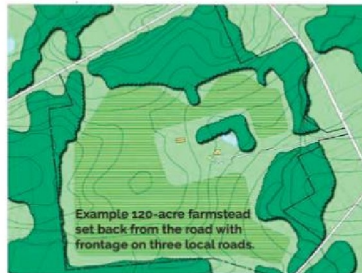 Example 120-acre farmstead
set back from the road with
frontage on three local roads.